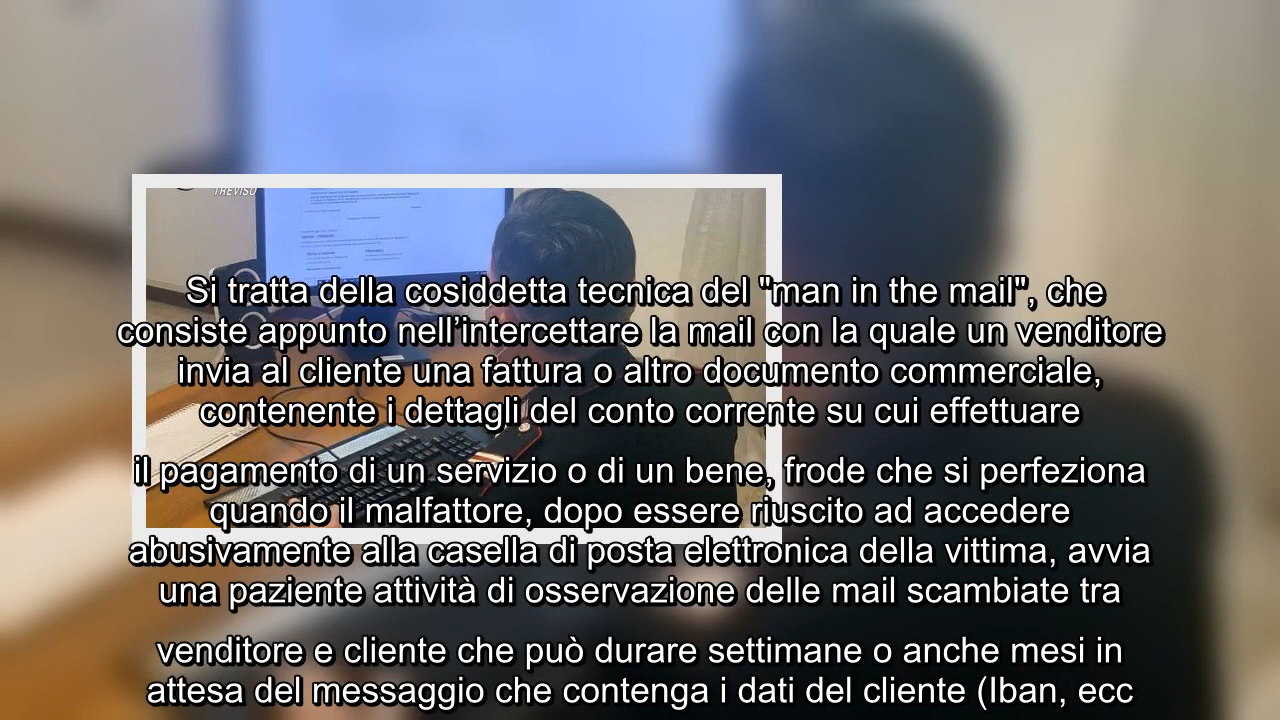 TREVISO
Si tratta della cosiddetta tecnica del "man in the mail", che
consiste appunto nell’intercettare la mail con la quale un venditore
invia al cliente una fattura o altro documento commerciale,
contenente i dettagli del conto corrente su cui effettuare
il pagamento di un servizio o di un bene, frode che si perfeziona
quando il malfattore, dopo essere riuscito ad accedere
abusivamente alla casella di posta elettronica della vittima, avvia
una paziente attività di osservazione delle mail scambiate tra
venditore e cliente che può durare settimane o anche mesi in
attesa del messaggio che contenga i dati del cliente (Iban, ecc